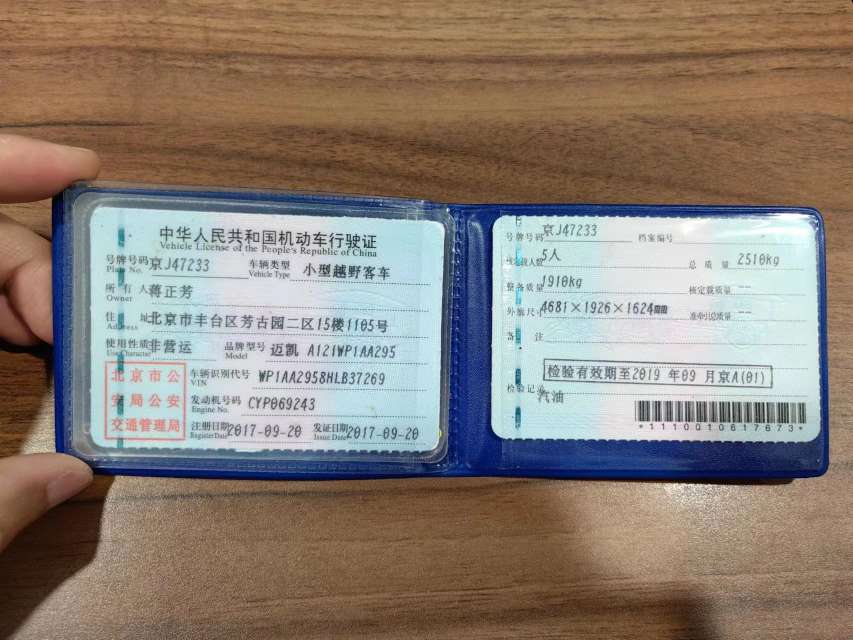 中华人民共和国机动车行驶证
Vehicle License of the People's Republic of China
号牌号码 京J47233 车辆类型 小型越野客车
Plate No. Vehicle Type
所有人 蒋正芳
Owner
住址 北京市丰台区芳古园二区15楼1105号
Address
使用性质 非营运 品牌型号 迈凯 A121WP1AA295
Use Character Model
北京市公
安局公安
交通管理局
车辆识别代号 WP1AA2958HLB37269
VIN
发动机号码 CYP069243
Engine No.
注册日期 2017-09-20 发证日期 2017-09-20
Register Date Issue Date
号牌号码 京J47233 档案编号
5人 总质量 2510kg
整备质量 1910kg 核定载质量 --
外廓尺寸 4681×1926×1624mm 准牵引总质量 --
备注
检验有效期至2019 年09 月京A(01)
检验记录
汽油
*1110010617673*